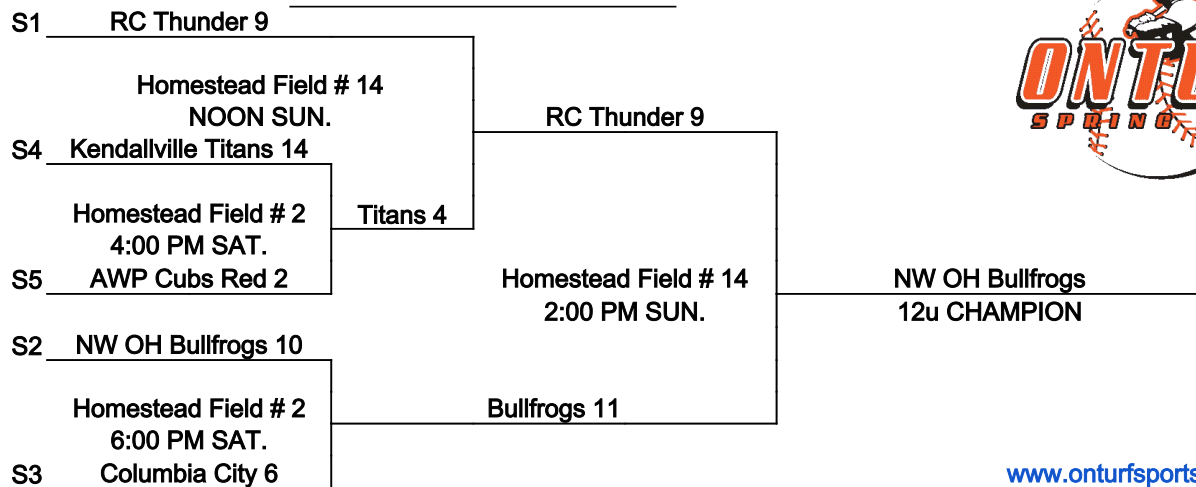 S1 RC Thunder 9
Homestead Field # 14
NOON SUN.
RC Thunder 9
S4 Kendallville Titans 14
Homestead Field # 2
4:00 PM SAT.
Titans 4
S5 AWP Cubs Red 2
Homestead Field # 14
2:00 PM SUN.
NW OH Bullfrogs
12u CHAMPION
S2 NW OH Bullfrogs 10
Homestead Field # 2
6:00 PM SAT.
Bullfrogs 11
S3 Columbia City 6
SPRING
www.onturfsports